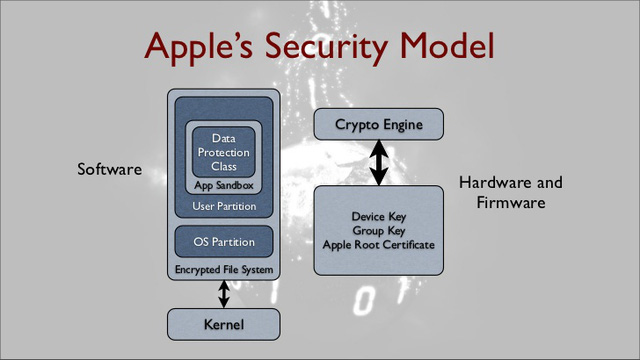 Apple's Security Model
Software
Data
Protection
Class
App Sandbox
User Partition
OS Partition
Encrypted File System
Kernel
Crypto Engine
Device Key
Group Key
Apple Root Certificate
Hardware and
Firmware